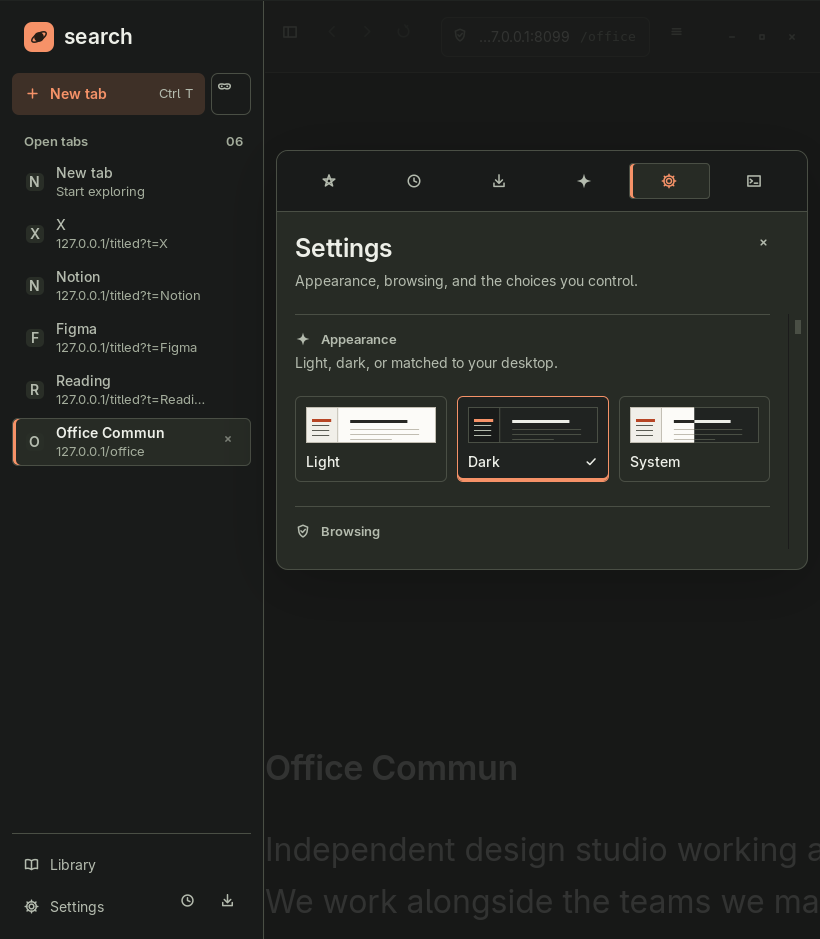 search
New tab
Ctrl T
Open tabs
06
N
New tab
Start exploring
X
X
127.0.0.1/titled?t=X
N
Notion
127.0.0.1/titled?t=Notion
F
Figma
127.0.0.1/titled?t=Figma
R
Reading
127.0.0.1/titled?t=Readi...
O
Office Commun
127.0.0.1/office
Library
Settings
...7.0.0.1:8099 /office
Settings
Appearance, browsing, and the choices you control.
Appearance
Light, dark, or matched to your desktop.
Light
Dark
System
Browsing
Office Commun
Independent design studio working a
We work alongside the teams we ma